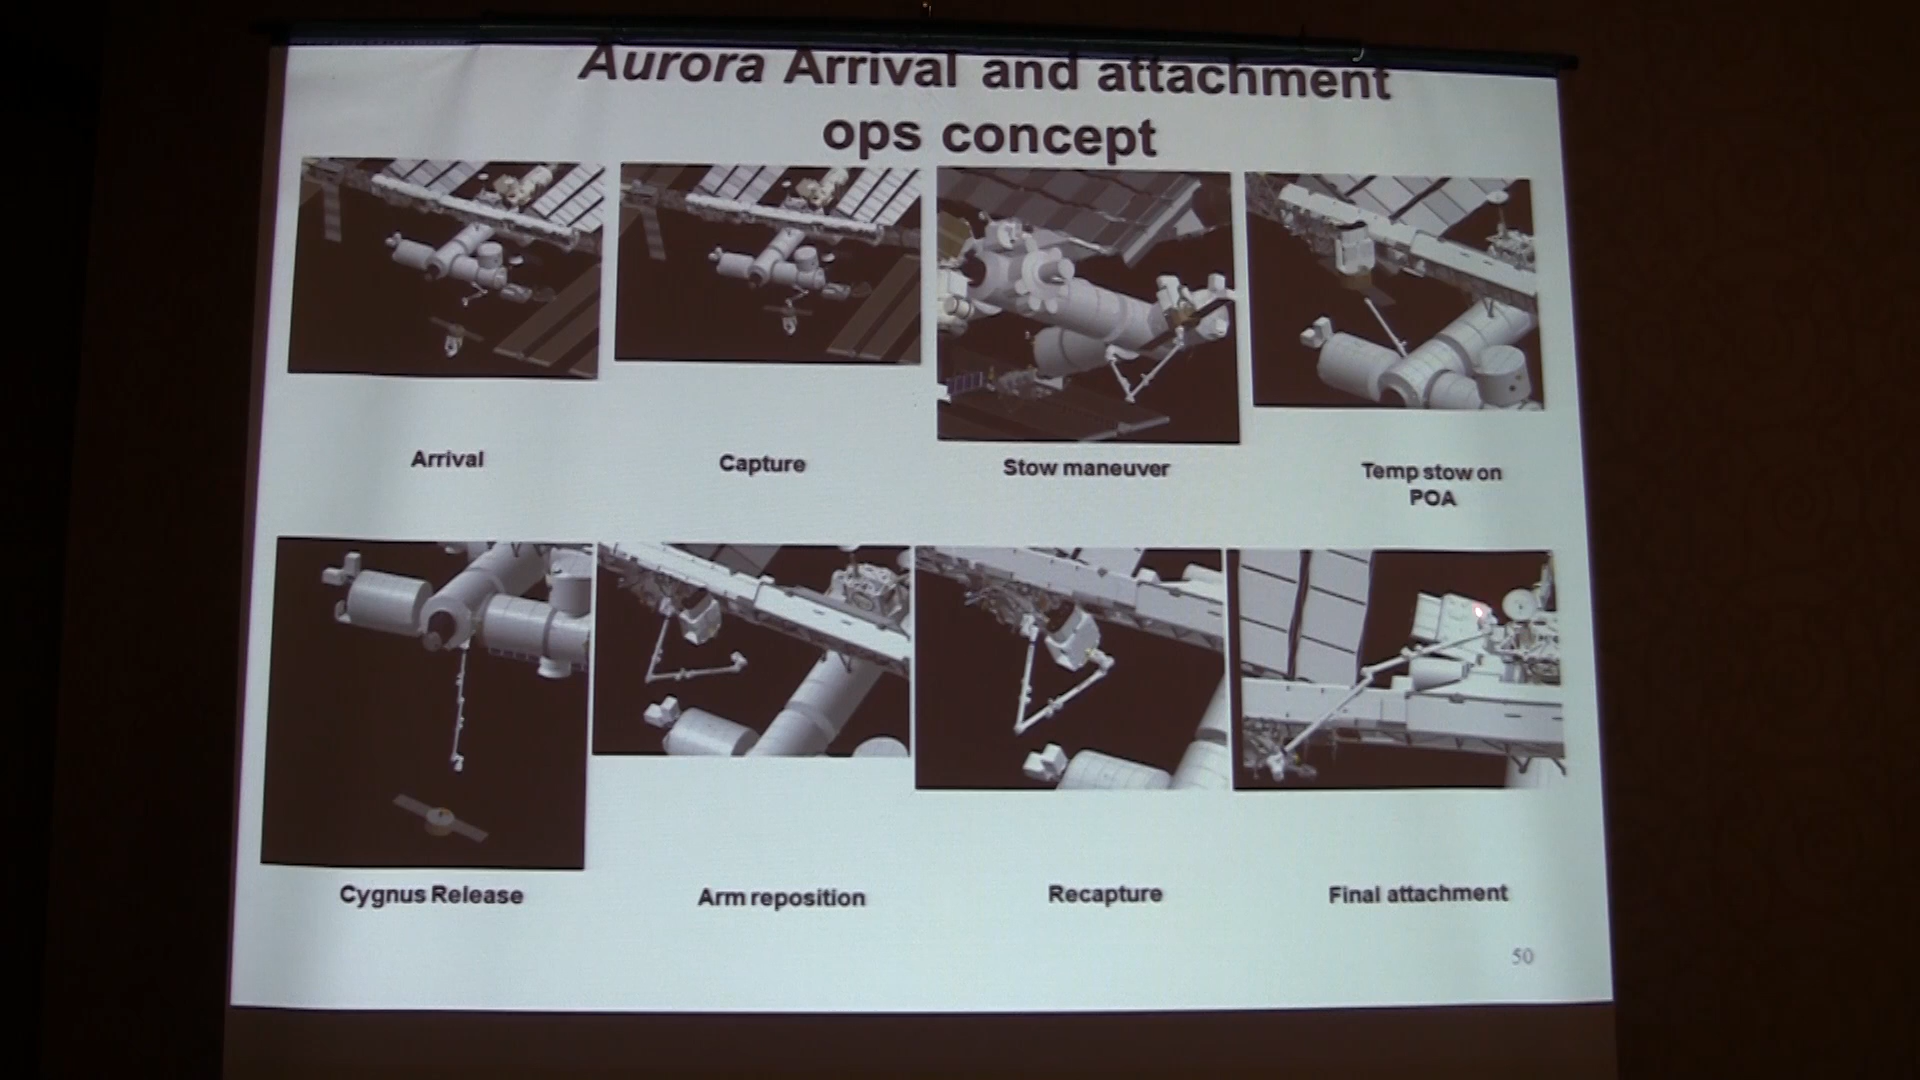 Aurora Arrival and attachment
ops concept
Arrival
Capture
Stow maneuver
Temp stow on
POA
Cygnus Release
Arm reposition
Recapture
Final attachment
50